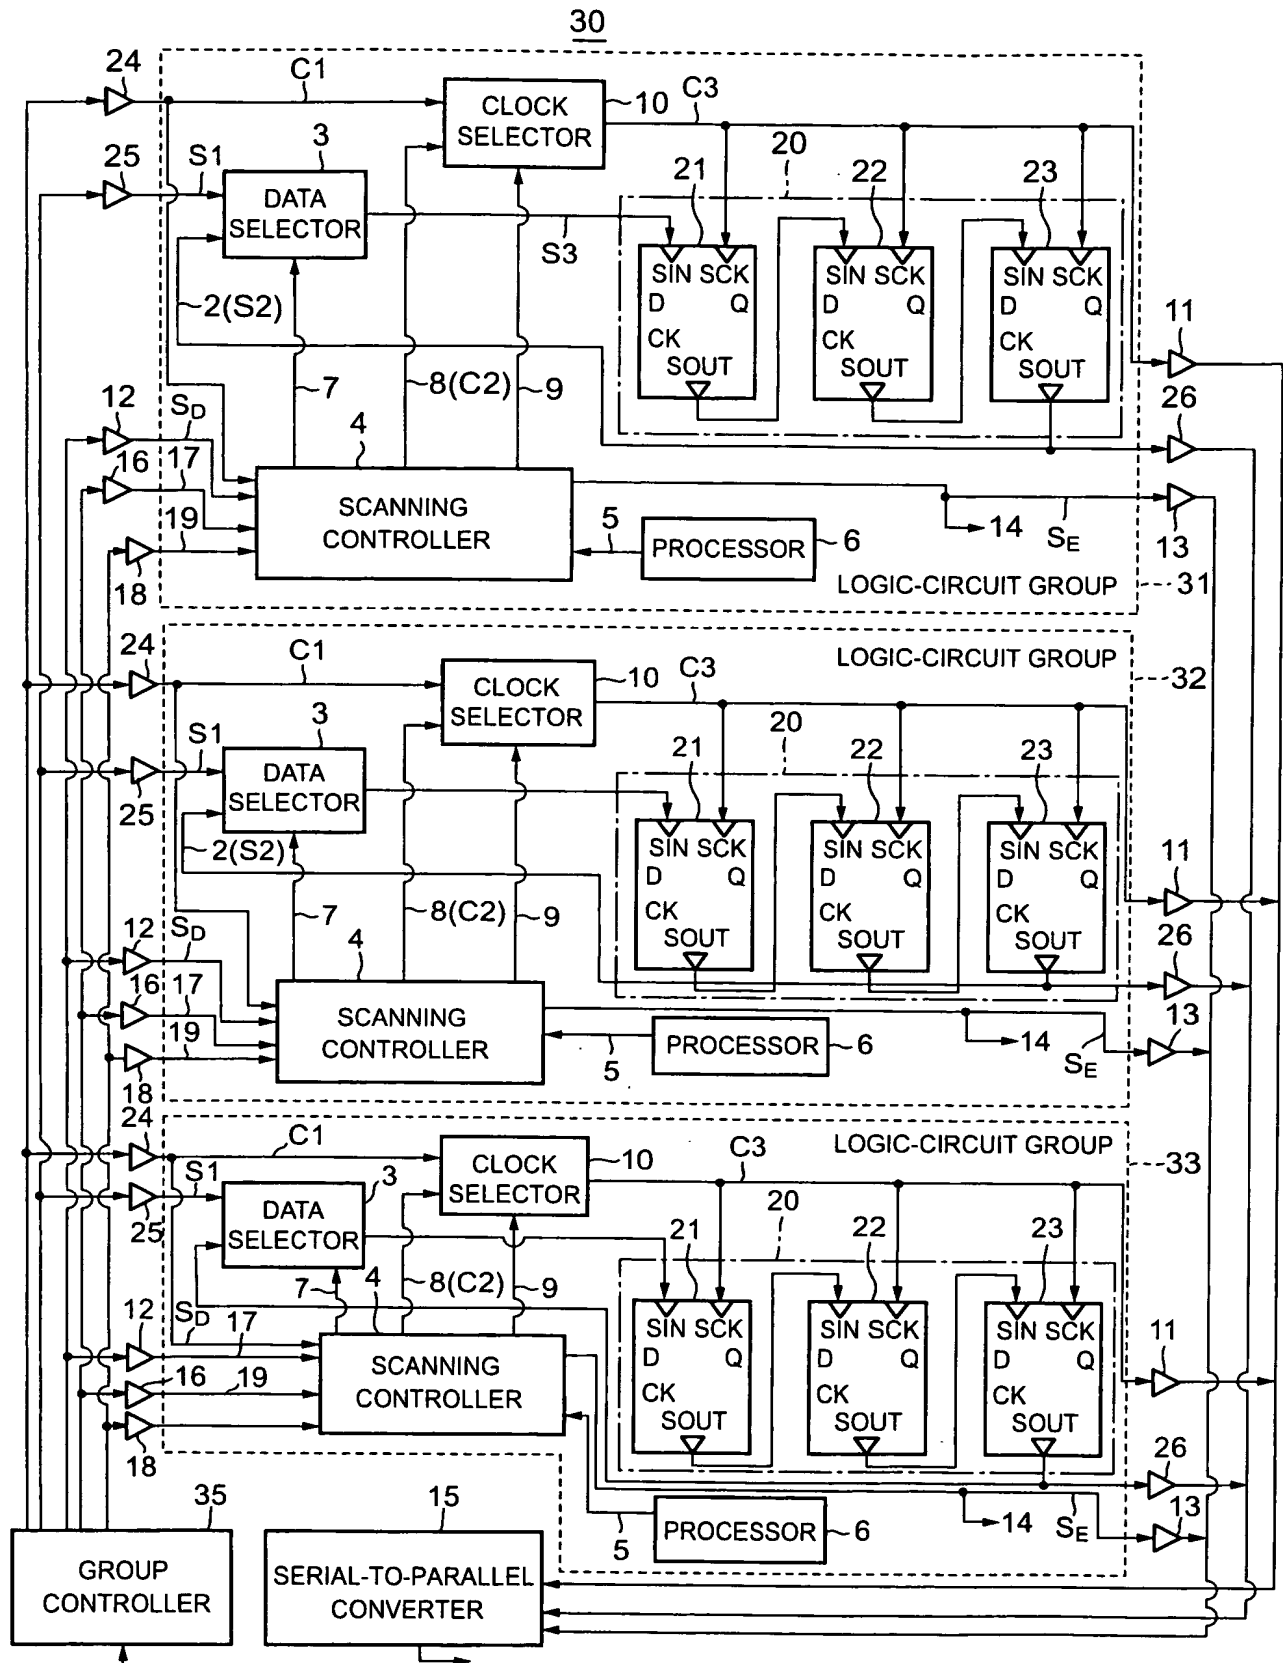 30
24
C1
CLOCK
SELECTOR
10
C3
25
S1
3
DATA
SELECTOR
20
21
22
23
S3
SIN SCK
D Q
CK
SOUT
SIN SCK
D Q
CK
SOUT
SIN SCK
D Q
CK
SOUT
2(S2)
11
7
8(C2)
9
12
SD
26
16
17
4
SCANNING
CONTROLLER
19
18
5
PROCESSOR
6
14
SE
13
LOGIC-CIRCUIT GROUP
31
24
C1
CLOCK
SELECTOR
10
C3
LOGIC-CIRCUIT GROUP
32
25
S1
3
DATA
SELECTOR
20
21
22
23
SIN SCK
D Q
CK
SOUT
SIN SCK
D Q
CK
SOUT
SIN SCK
D Q
CK
SOUT
2(S2)
11
7
8(C2)
9
12
SD
26
16
17
4
SCANNING
CONTROLLER
19
18
5
PROCESSOR
6
14
SE
13
24
C1
CLOCK
SELECTOR
10
C3
LOGIC-CIRCUIT GROUP
33
25
S1
3
DATA
SELECTOR
20
21
22
23
SIN SCK
D Q
CK
SOUT
SIN SCK
D Q
CK
SOUT
SIN SCK
D Q
CK
SOUT
7
4
8(C2)
9
SD
12
17
11
16
19
SCANNING
CONTROLLER
18
26
5
PROCESSOR
6
14
SE
13
35
GROUP
CONTROLLER
15
SERIAL-TO-PARALLEL
CONVERTER